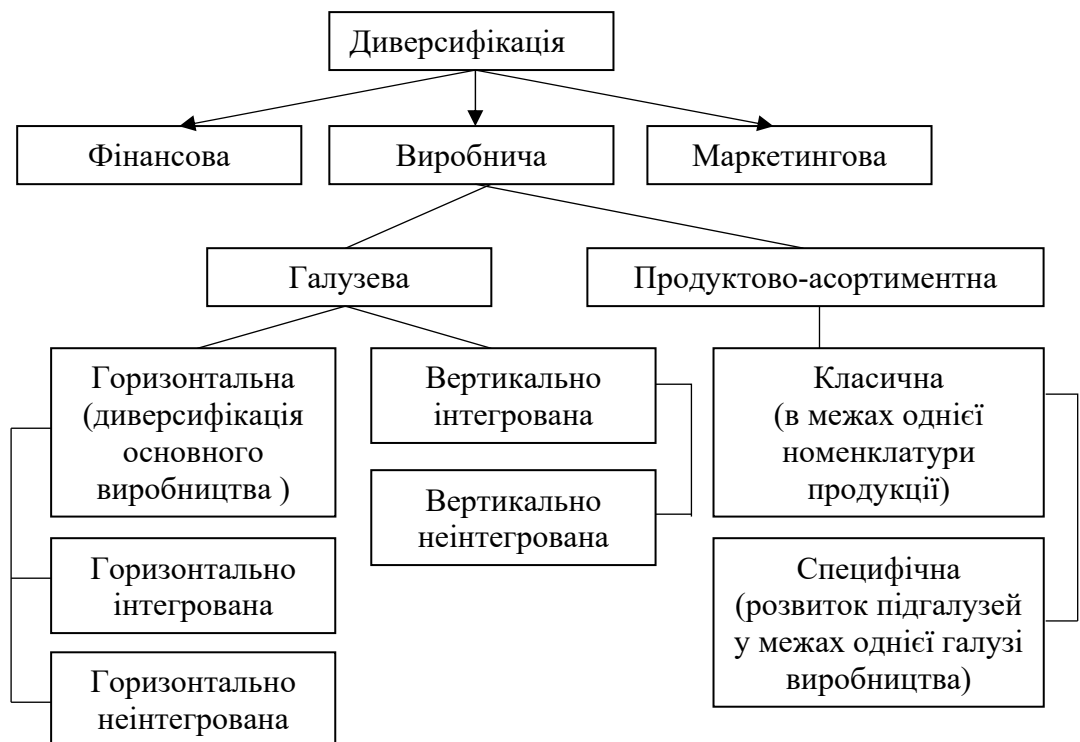 Диверсифікація
Фінансова
Виробнича
Маркетингова
Галузева
Продуктово-асортиментна
Горизонтальна
(диверсифікація
основного
виробництва )
Горизонтально
інтегрована
Горизонтально
неінтегрована
Вертикально
інтегрована
Вертикально
неінтегрована
Класична
(в межах однієї
номенклатури
продукції)
Специфічна
(розвиток підгалузей
у межах однієї галузі
виробництва)